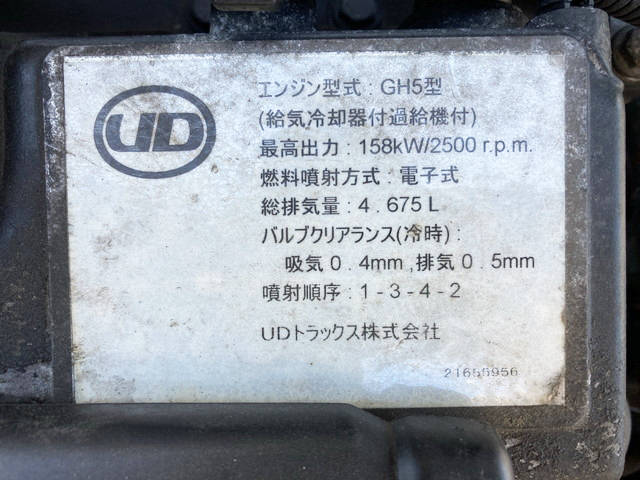 UD
エンジン型式 : GH5型
(給気冷却器付過給機付)
最高出力 : 158kW/2500 r.p.m.
燃料噴射方式 : 電子式
総排気量 : 4 . 675 L
バルブクリアランス(冷時) :
吸気 0 . 4mm , 排気 0 . 5mm
噴射順序 : 1 - 3 - 4 - 2
UDトラックス株式会社
21655956